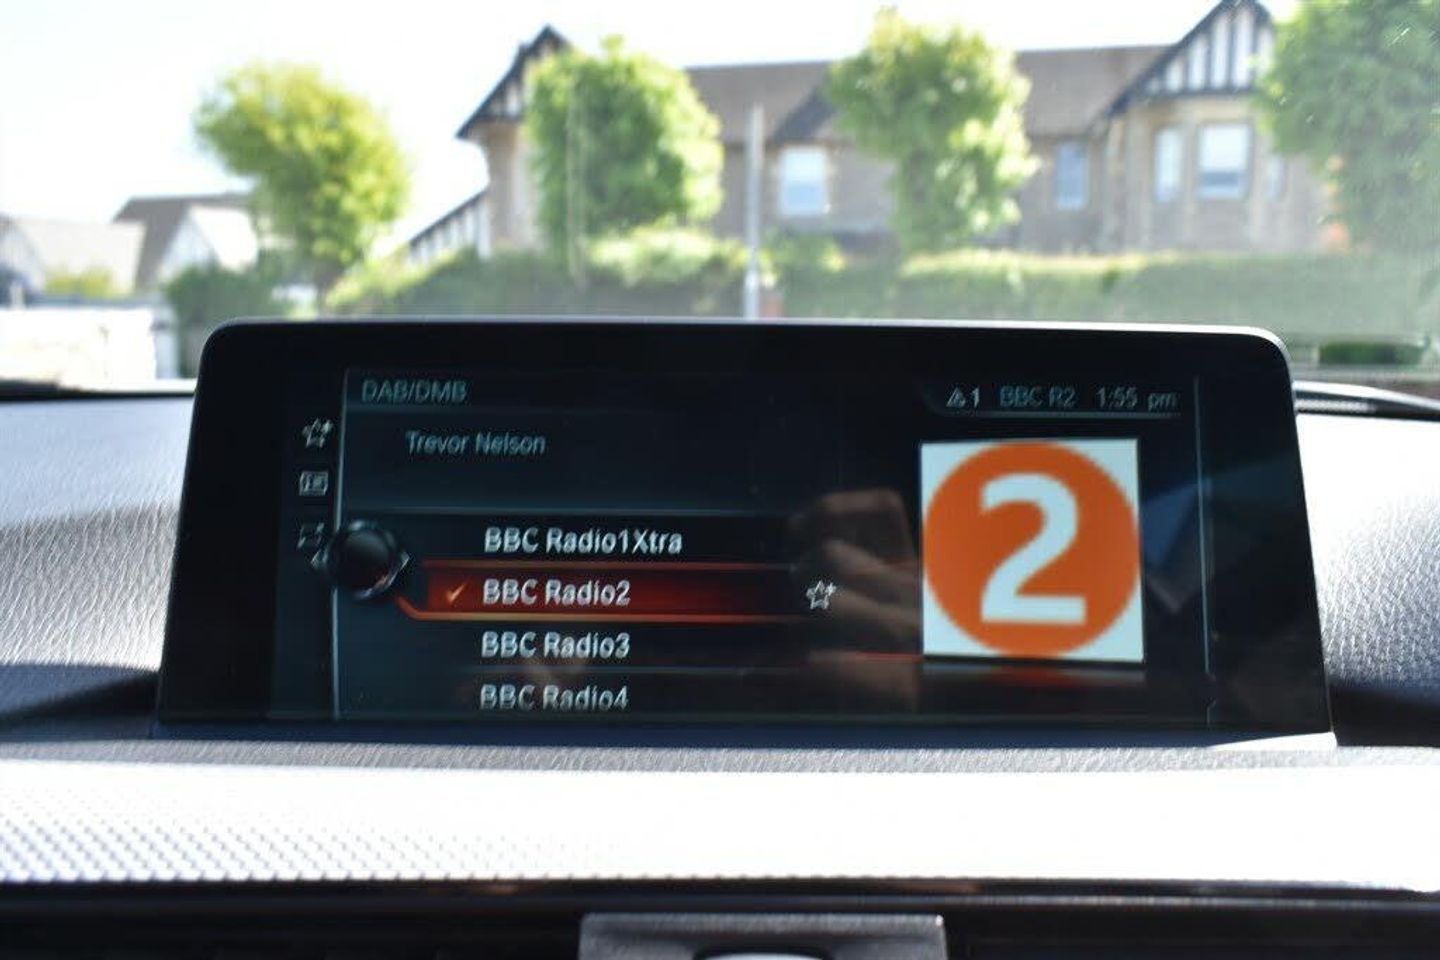 DAB/DMB
1 BBC R2 1:55 pm
Trevor Nelson
BBC Radio1Xtra
BBC Radio2
BBC Radio3
BBC Radio4
2